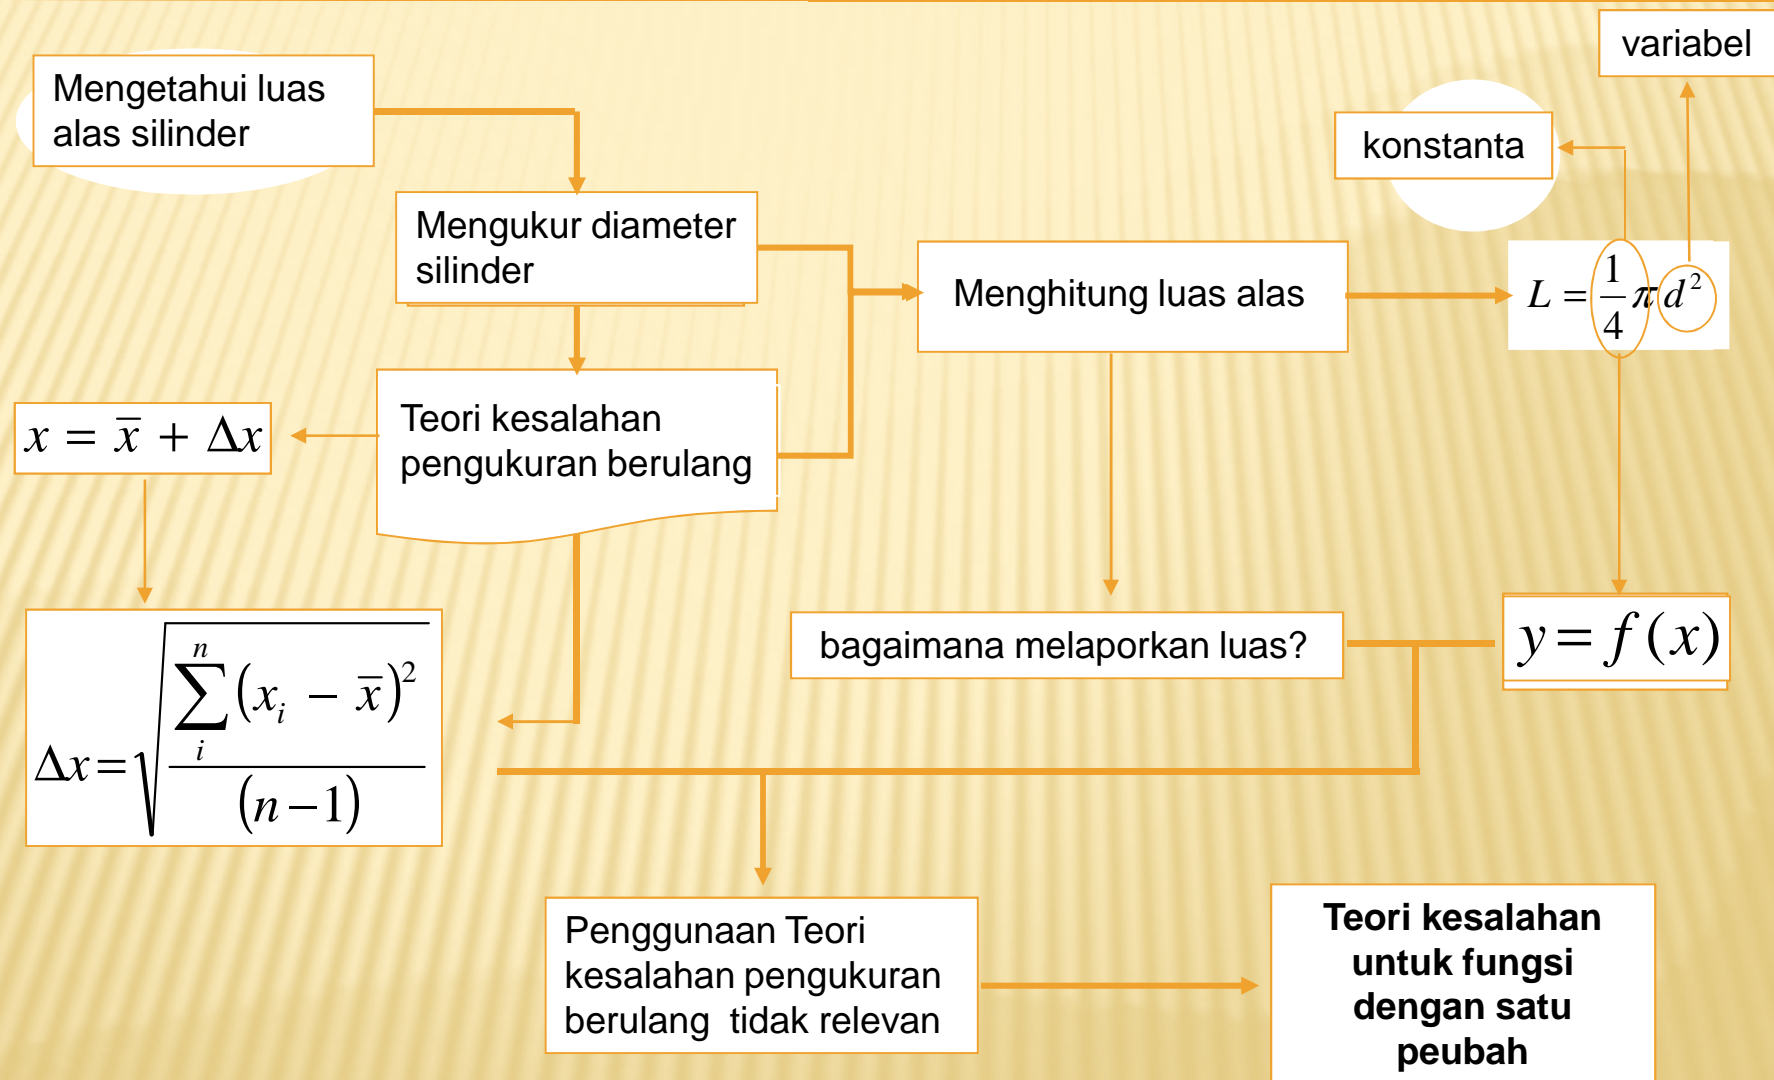 variabel
Mengetahui luas
alas silinder
konstanta
Mengukur diameter
silinder
Menghitung luas alas
L = 1/4 π d²
Teori kesalahan
pengukuran berulang
x = x̅ + Δx
bagaimana melaporkan luas?
y = f (x)
Δx = √(∑ᵢⁿ (xᵢ − x̅)² / (n − 1))
Penggunaan Teori
kesalahan pengukuran
berulang tidak relevan
Teori kesalahan
untuk fungsi
dengan satu
peubah